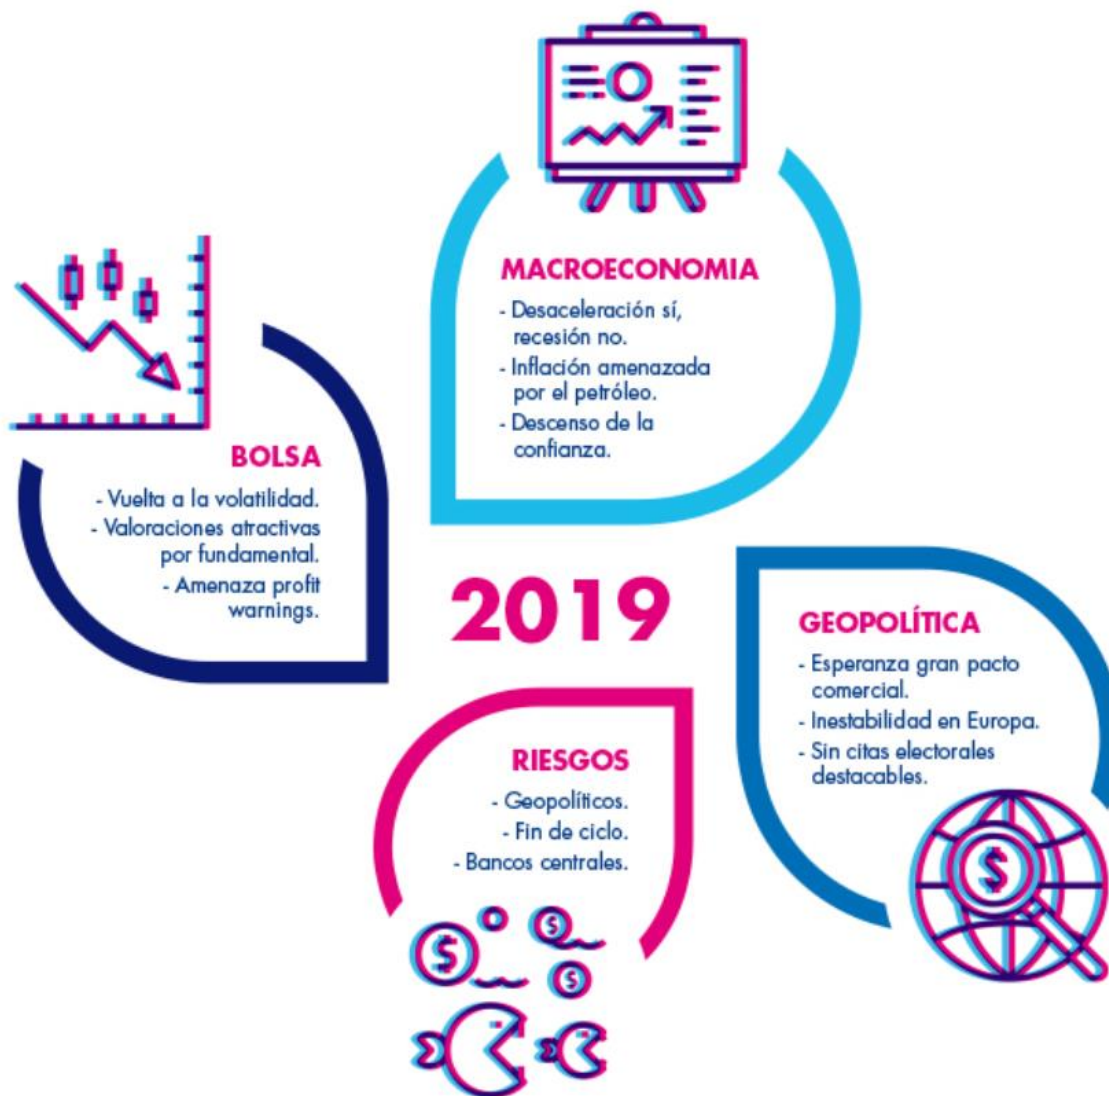 MACROECONOMIA
- Desaceleración sí,
recesión no.
- Inflación amenazada
por el petróleo.
- Descenso de la
confianza.
BOLSA
- Vuelta a la volatilidad.
- Valoraciones atractivas
por fundamental.
- Amenaza profit
warnings.
2019
GEOPOLÍTICA
- Esperanza gran pacto
comercial.
- Inestabilidad en Europa.
- Sin citas electorales
destacables.
RIESGOS
- Geopolíticos.
- Fin de ciclo.
- Bancos centrales.